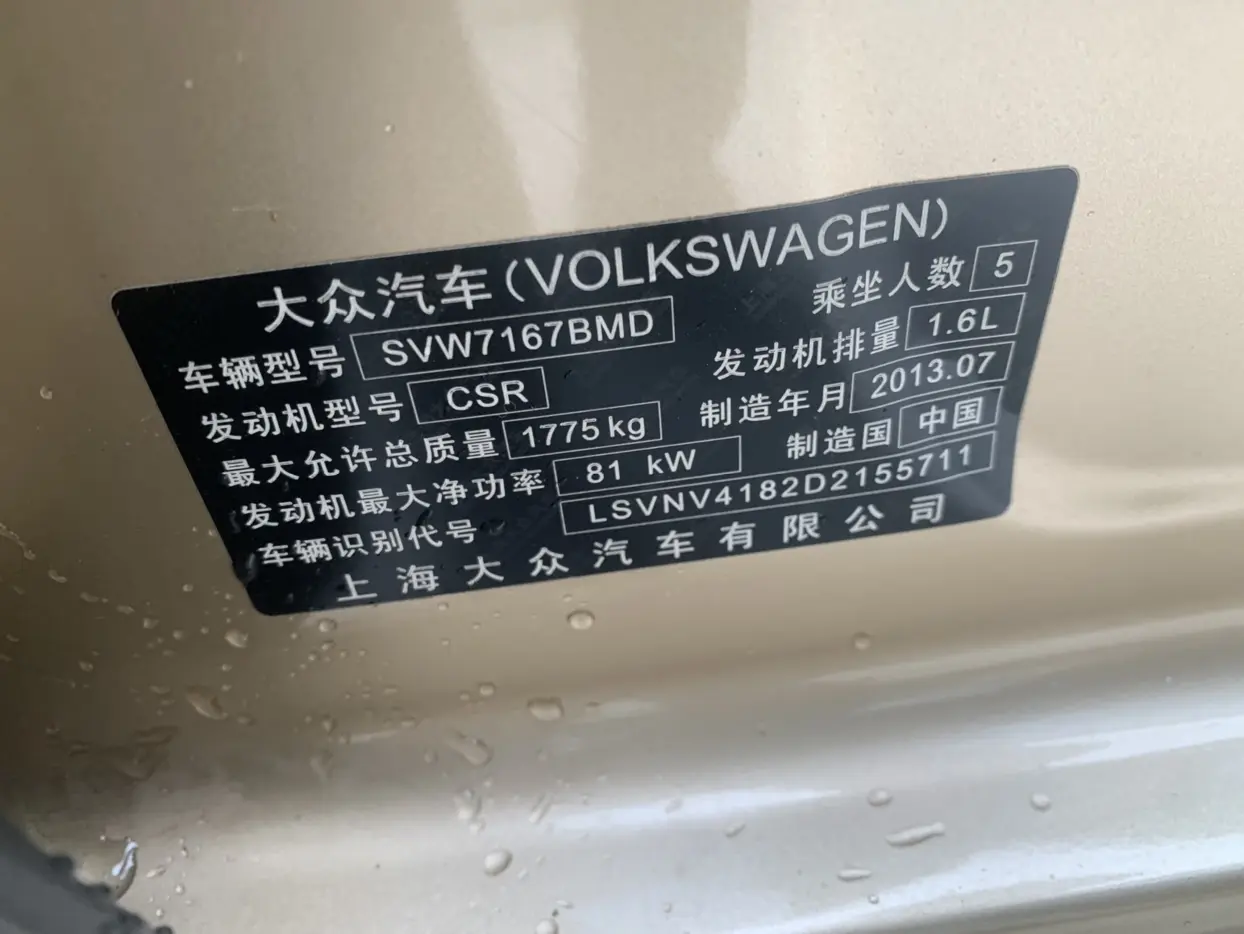 大众汽车(VOLKSWAGEN)
车辆型号 SVW7167BMD 乘坐人数 5
发动机型号 CSR 发动机排量 1.6L
最大允许总质量 1775kg 制造年月 2013.07
发动机最大净功率 81 kW 制造国 中国
车辆识别代号 LSVNV4182D2155711
上海大众汽车有限公司